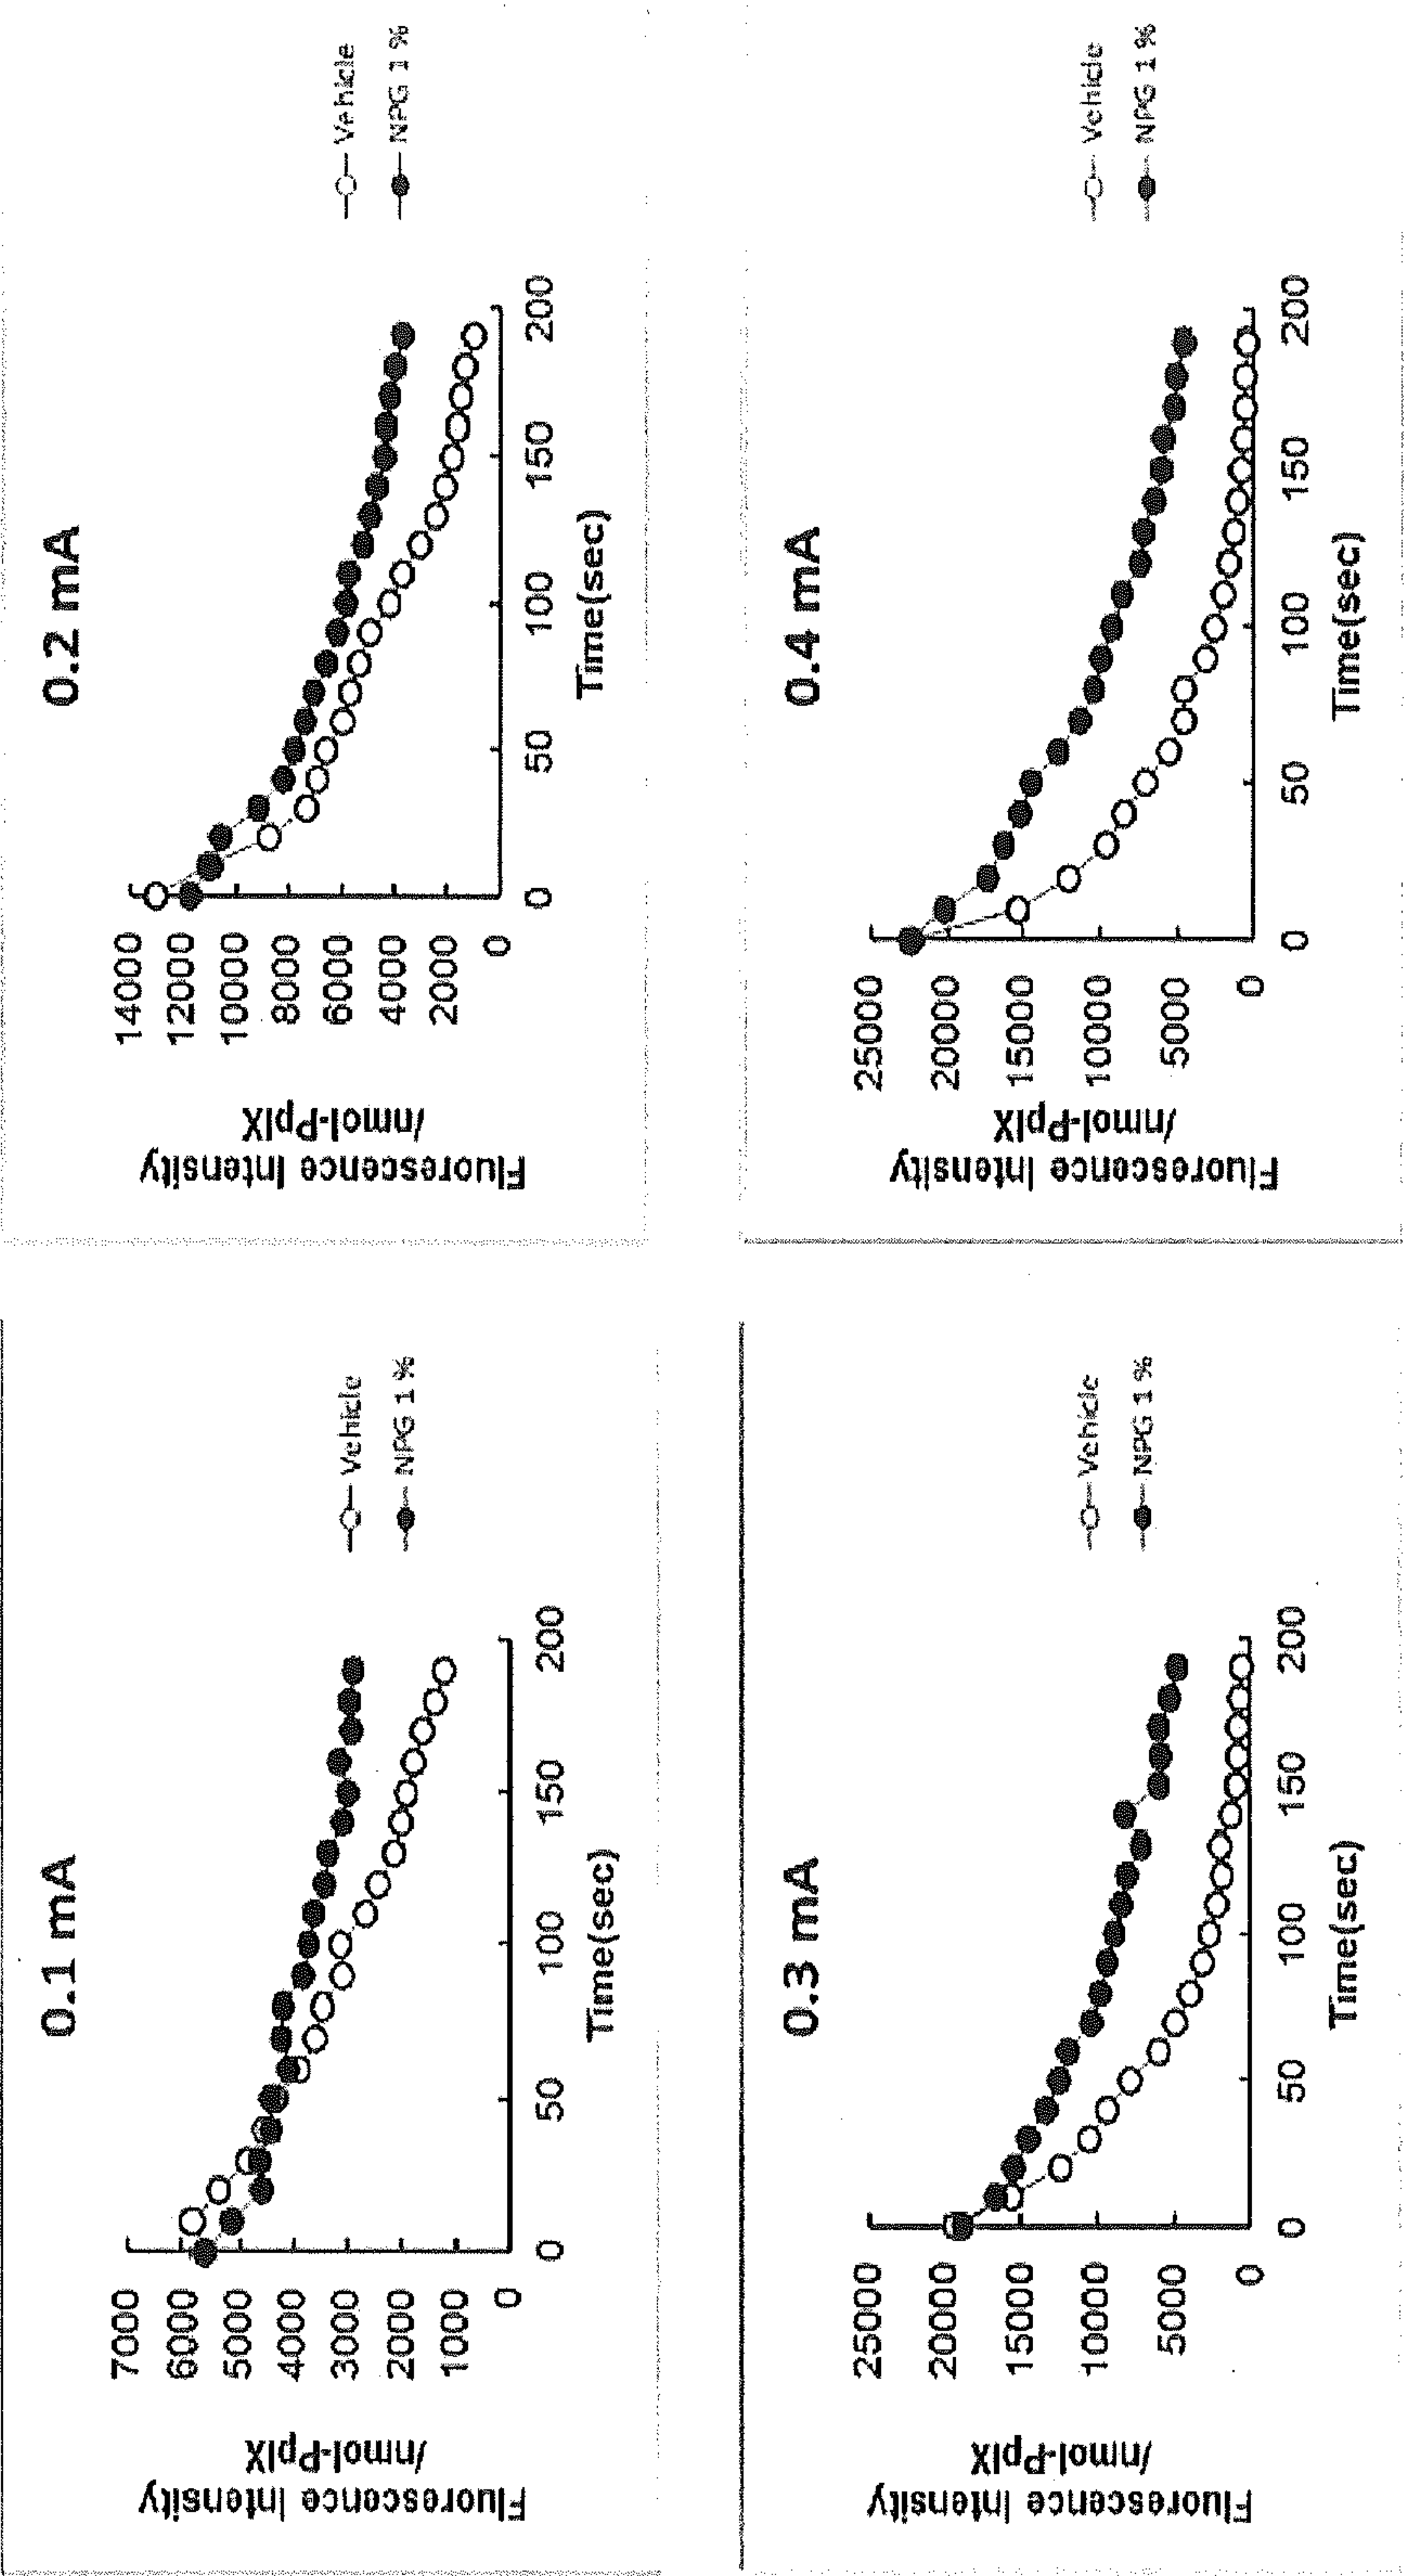 0.1 mA
Fluorescence Intensity
/nmol-PpIX
7000
6000
5000
4000
3000
2000
1000
0
0 50 100 150 200
Time(sec)
Vehicle
NPG 1 %
0.2 mA
Fluorescence Intensity
/nmol-PpIX
14000
12000
10000
8000
6000
4000
2000
0
0 50 100 150 200
Time(sec)
Vehicle
NPG 1 %
0.3 mA
Fluorescence Intensity
/nmol-PpIX
25000
20000
15000
10000
5000
0
0 50 100 150 200
Time(sec)
Vehicle
NPG 1 %
0.4 mA
Fluorescence Intensity
/nmol-PpIX
25000
20000
15000
10000
5000
0
0 50 100 150 200
Time(sec)
Vehicle
NPG 1 %